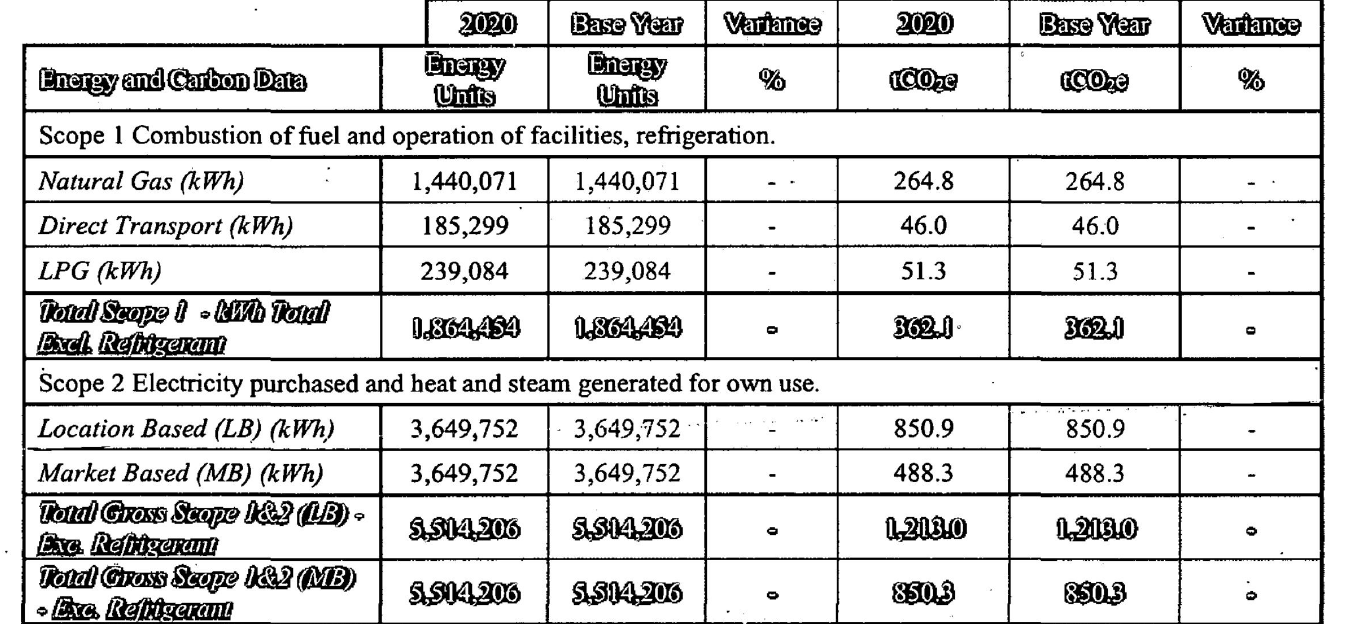 2020 Base Year Variance 2020 Base Year Variance
Energy and Carbon Data Energy Units Energy Units % tCO₂e tCO₂e %
Scope 1 Combustion of fuel and operation of facilities, refrigeration.
Natural Gas (kWh) 1,440,071 1,440,071 - 264.8 264.8 -
Direct Transport (kWh) 185,299 185,299 - 46.0 46.0 -
LPG (kWh) 239,084 239,084 - 51.3 51.3 -
Total Scope 1 - kWh Total
Excl. Refrigerant 1,864,454 1,864,454 - 362.1 362.1 -
Scope 2 Electricity purchased and heat and steam generated for own use.
Location Based (LB) (kWh) 3,649,752 3,649,752 - 850.9 850.9 -
Market Based (MB) (kWh) 3,649,752 3,649,752 - 488.3 488.3 -
Total Gross Scope 1&2 (LB) -
Exc. Refrigerant 5,514,206 5,514,206 - 1,213.0 1,213.0 -
Total Gross Scope 1&2 (MB)
- Exc. Refrigerant 5,514,206 5,514,206 - 850.3 850.3 -